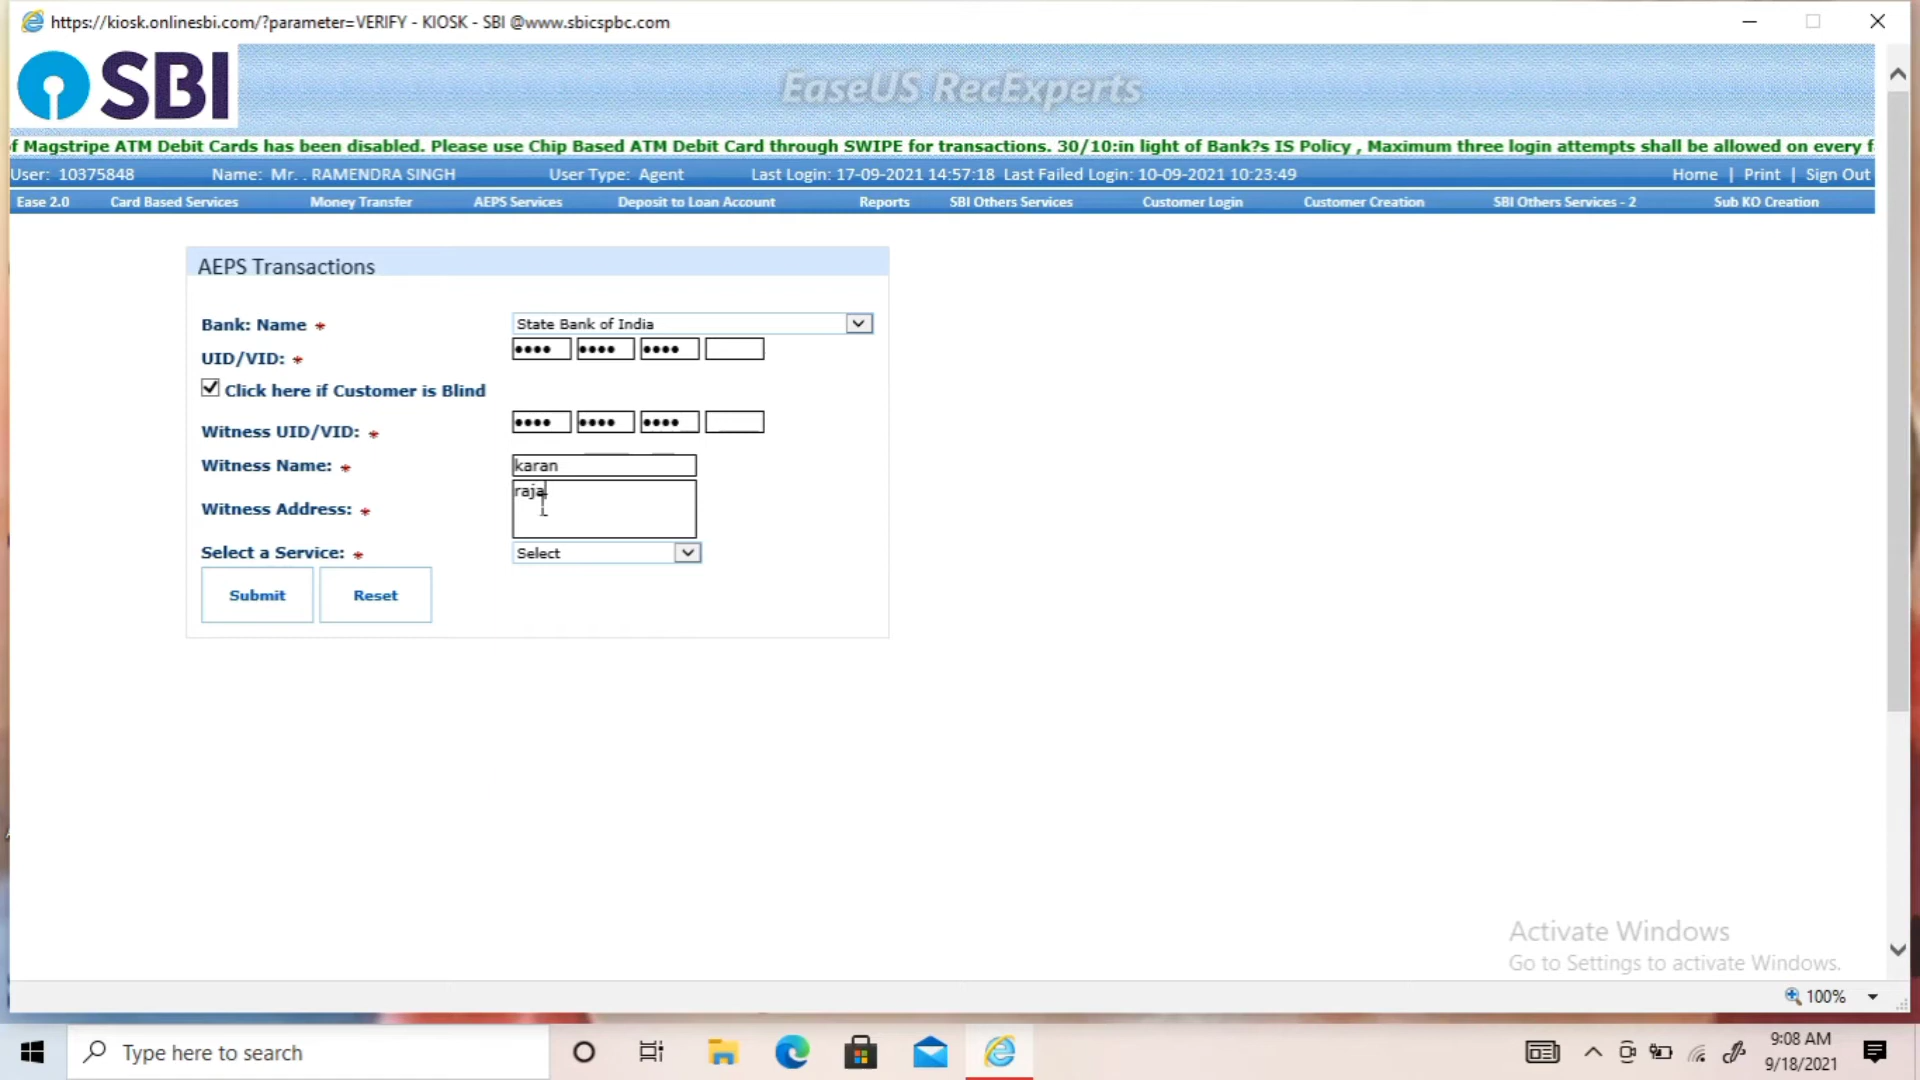 https://kiosk.onlinesbi.com/?parameter=VERIFY - KIOSK - SBI @www.sbicspbc.com
SBI
EaseUS RecExperts
f Magstripe ATM Debit Cards has been disabled. Please use Chip Based ATM Debit Card through SWIPE for transactions. 30/10:in light of Bank?s IS Policy , Maximum three login attempts shall be allowed on every f
User: 10375848 Name: Mr. . RAMENDRA SINGH User Type: Agent Last Login: 17-09-2021 14:57:18 Last Failed Login: 10-09-2021 10:23:49 Home | Print | Sign Out
Ease 2.0 Card Based Services Money Transfer AEPS Services Deposit to Loan Account Reports SBI Others Services Customer Login Customer Creation SBI Others Services - 2 Sub KO Creation
AEPS Transactions
Bank: Name * State Bank of India
UID/VID: * •••• •••• ••••
Click here if Customer is Blind
Witness UID/VID: * •••• •••• ••••
Witness Name: * karan
Witness Address: * raja
Select a Service: * Select
Submit Reset
Activate Windows
Go to Settings to activate Windows.
100%
Type here to search
9:08 AM
9/18/2021